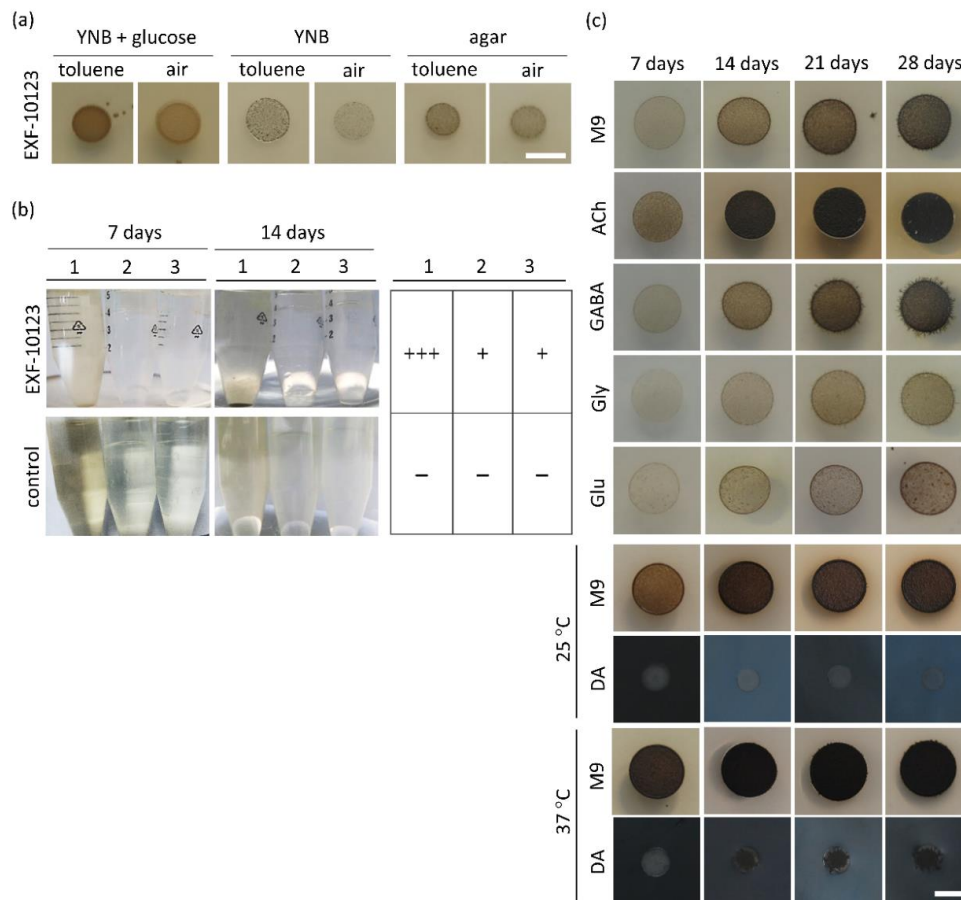 (a)
YNB + glucose YNB agar
toluene air toluene air toluene air
EXF-10123
(b)
7 days 14 days
1 2 3 1 2 3 1 2 3
EXF-10123
+++ + +
control
– – –
(c)
7 days 14 days 21 days 28 days
M9
ACh
GABA
Gly
Glu
25 °C
M9
DA
37 °C
M9
DA